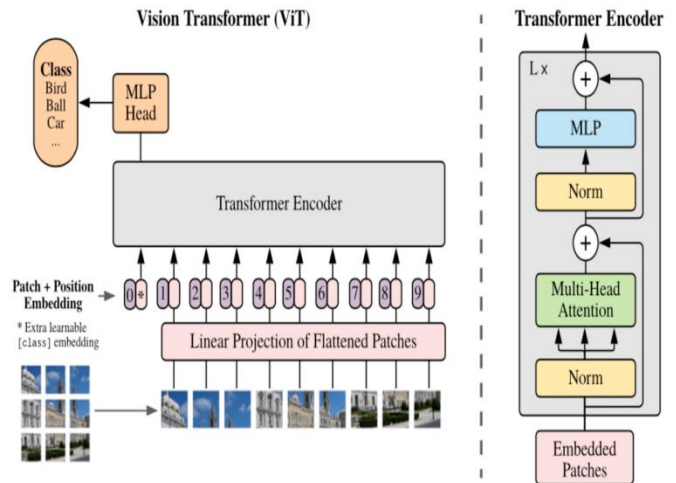 Vision Transformer (ViT)
Class
Bird
Ball
Car
...
MLP
Head
Transformer Encoder
Patch + Position
Embedding
0 * 1 2 3 4 5 6 7 8 9
* Extra learnable
[class] embedding
Linear Projection of Flattened Patches
Transformer Encoder
L x
+
MLP
Norm
+
Multi-Head
Attention
Norm
Embedded
Patches